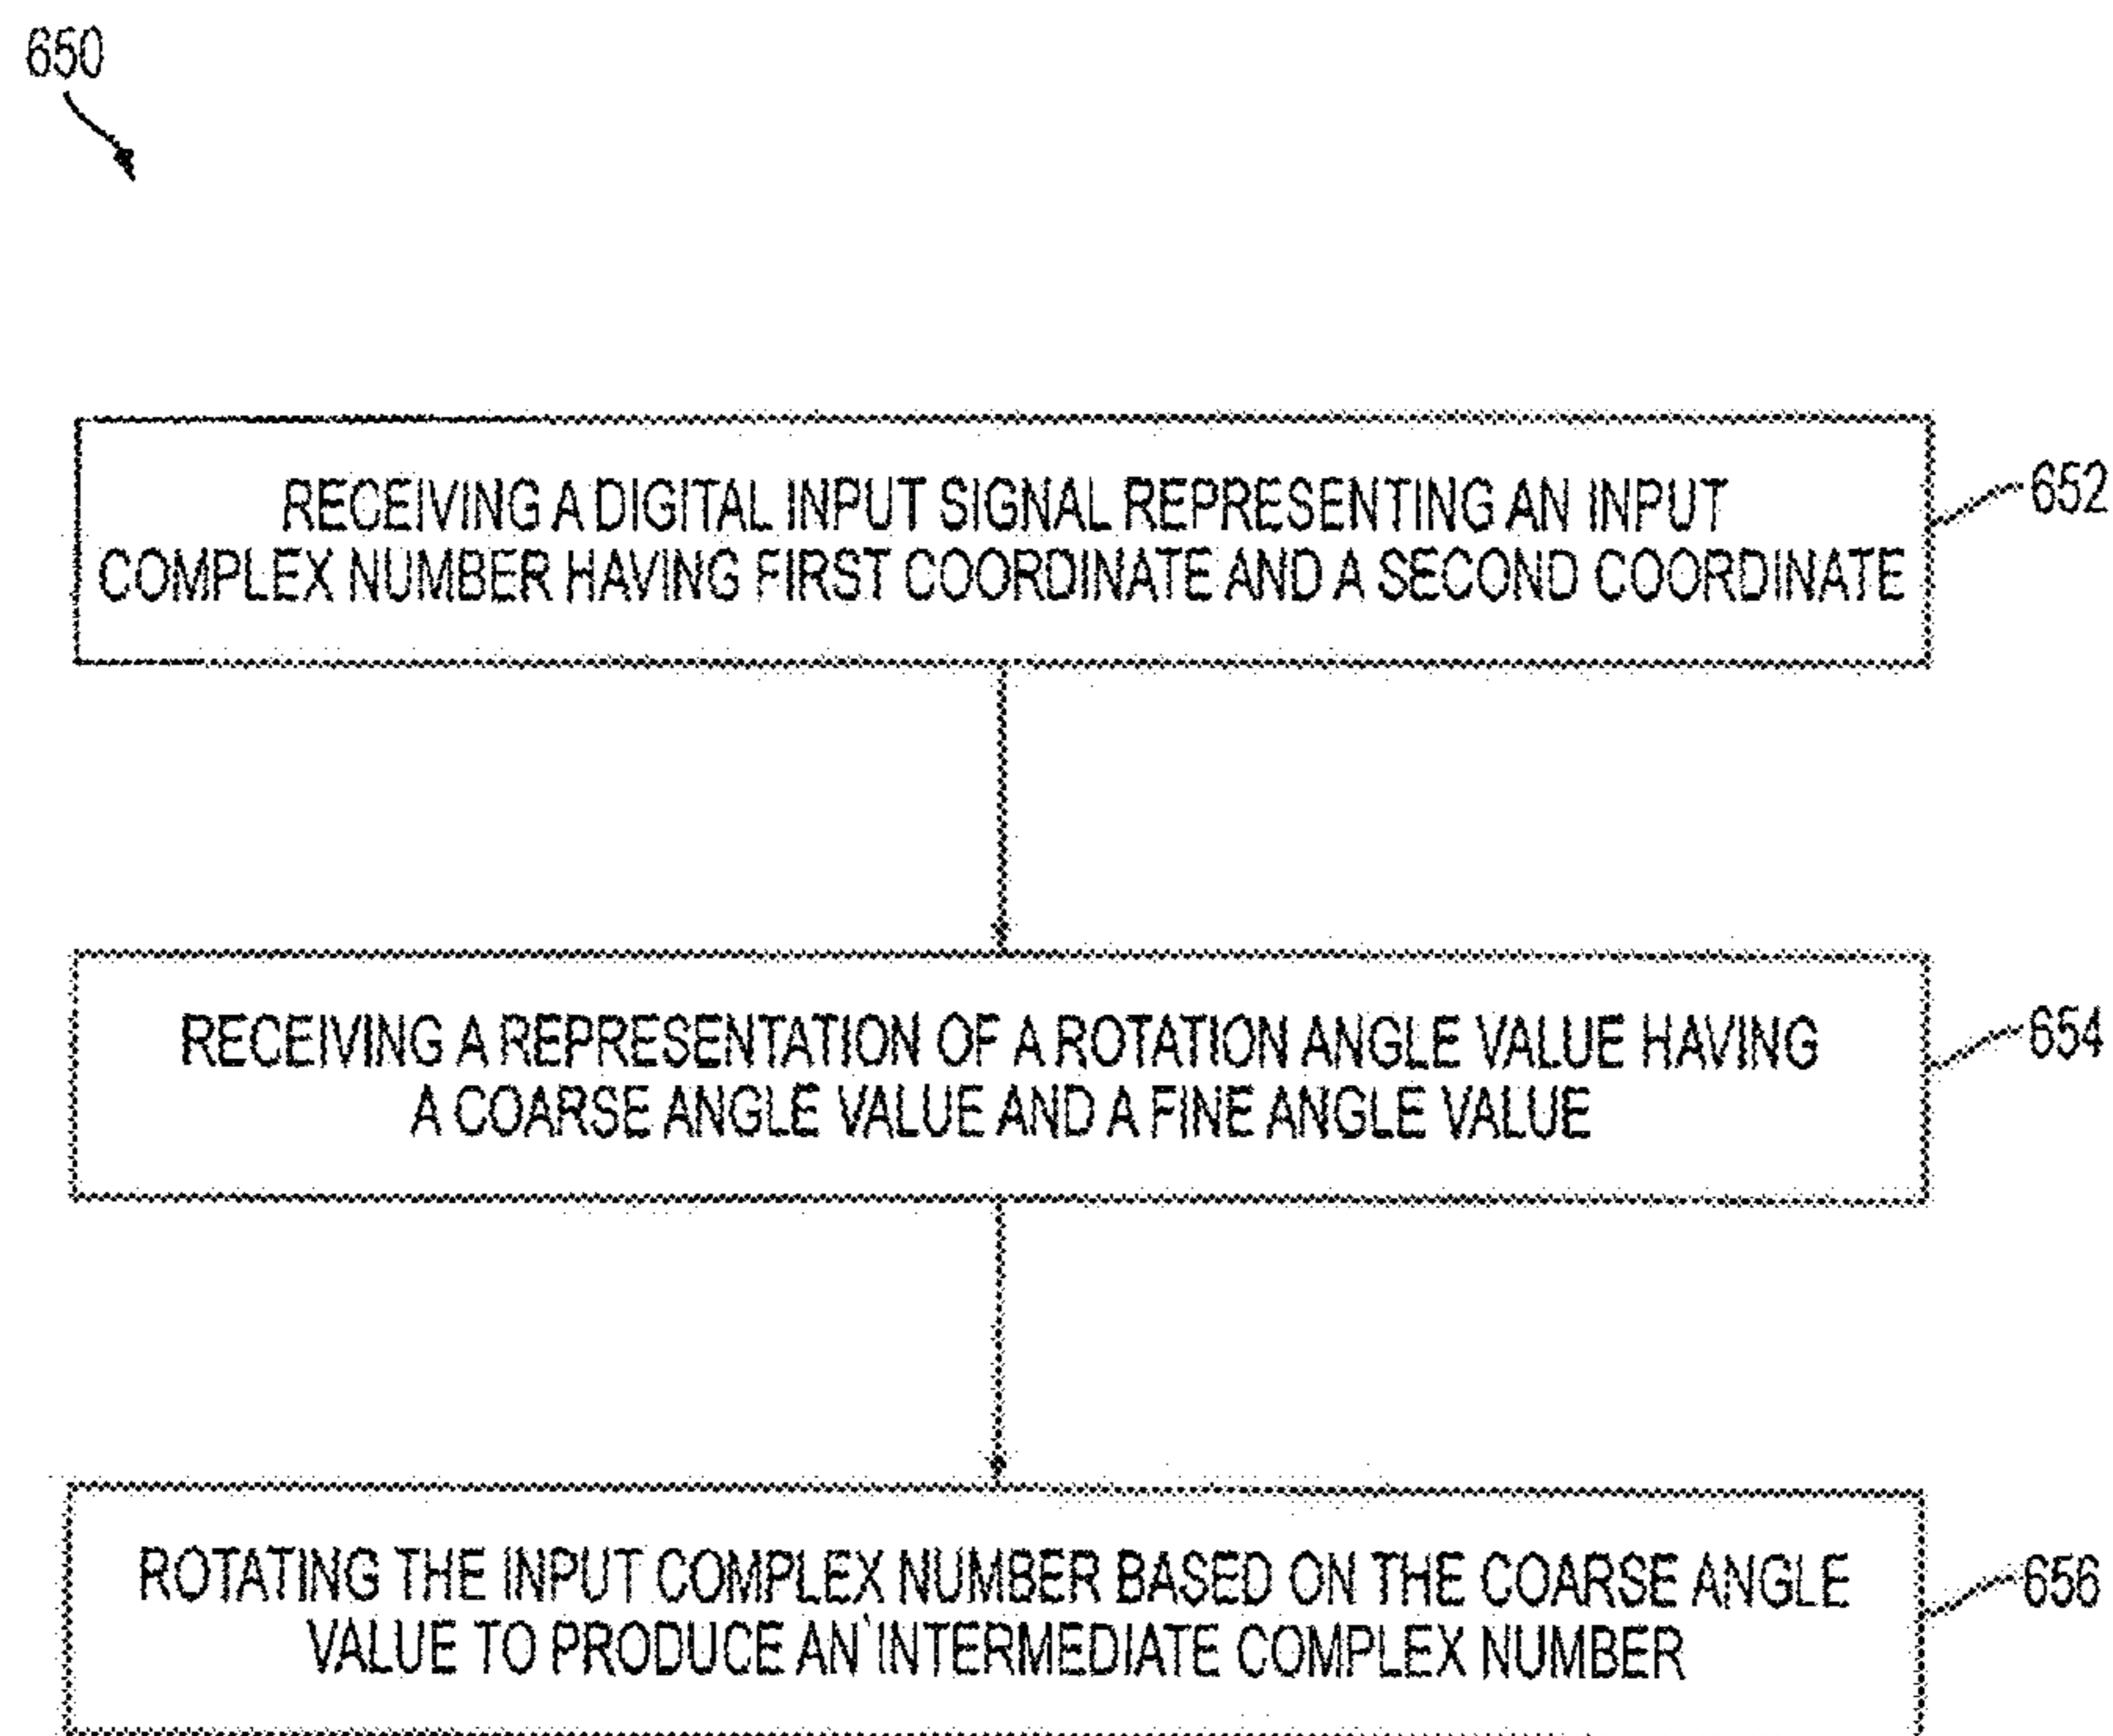 650
RECEIVING A DIGITAL INPUT SIGNAL REPRESENTING AN INPUT
COMPLEX NUMBER HAVING FIRST COORDINATE AND A SECOND COORDINATE
652
RECEIVING A REPRESENTATION OF A ROTATION ANGLE VALUE HAVING
A COARSE ANGLE VALUE AND A FINE ANGLE VALUE
654
ROTATING THE INPUT COMPLEX NUMBER BASED ON THE COARSE ANGLE
VALUE TO PRODUCE AN INTERMEDIATE COMPLEX NUMBER
656